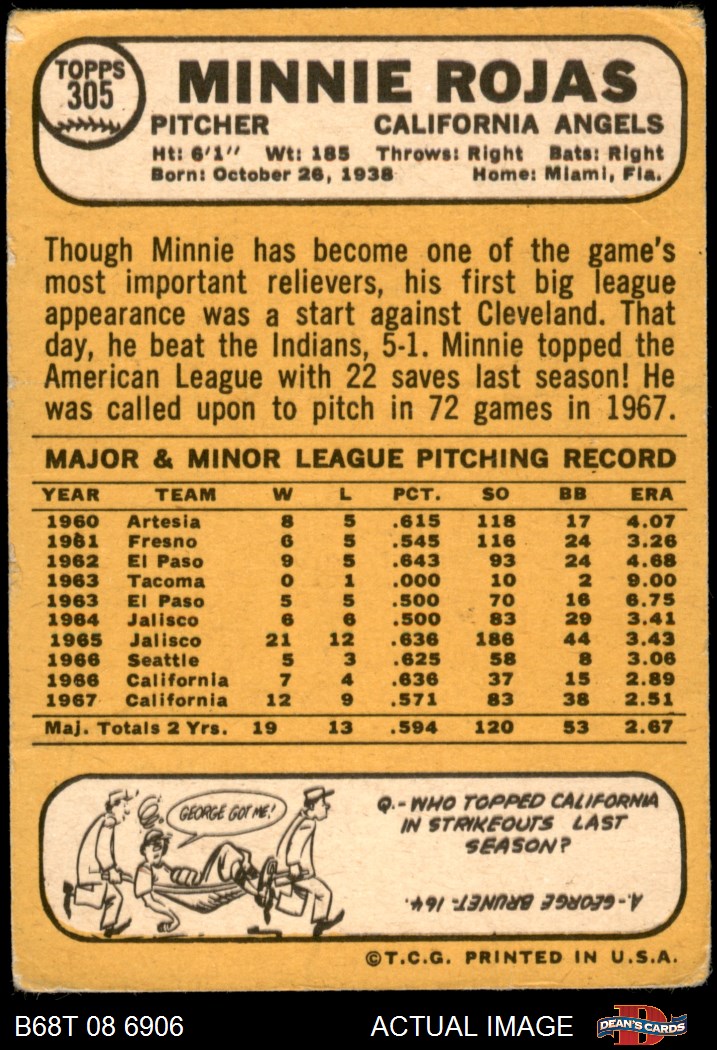 TOPPS
305
MINNIE ROJAS
PITCHER CALIFORNIA ANGELS
Ht: 6'1" Wt: 185 Throws: Right Bats: Right
Born: October 26, 1938 Home: Miami, Fla.
Though Minnie has become one of the game's
most important relievers, his first big league
appearance was a start against Cleveland. That
day, he beat the Indians, 5-1. Minnie topped the
American League with 22 saves last season! He
was called upon to pitch in 72 games in 1967.
MAJOR & MINOR LEAGUE PITCHING RECORD
YEAR TEAM W L PCT. SO BB ERA
1960 Artesia 8 5 .615 118 17 4.07
1961 Fresno 6 5 .545 116 24 3.26
1962 El Paso 9 5 .643 93 24 4.68
1963 Tacoma 0 1 .000 10 2 9.00
1963 El Paso 5 5 .500 70 16 6.75
1964 Jalisco 6 6 .500 83 29 3.41
1965 Jalisco 21 12 .636 186 44 3.43
1966 Seattle 5 3 .625 58 8 3.06
1966 California 7 4 .636 37 15 2.89
1967 California 12 9 .571 83 38 2.51
Maj. Totals 2 Yrs. 19 13 .594 120 53 2.67
GEORGE GOT ME!
Q.-WHO TOPPED CALIFORNIA
IN STRIKEOUTS LAST
SEASON?
A.-GEORGE BRUNET-164.
©T.C.G. PRINTED IN U.S.A.
B68T 08 6906 ACTUAL IMAGE DEAN'S CARDS